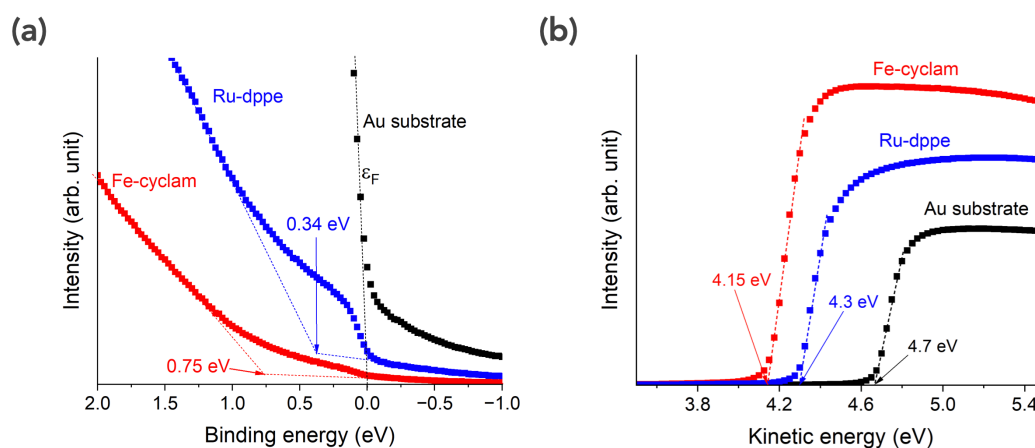 (a)
Ru-dppe
Au substrate
εF
Fe-cyclam
0.34 eV
0.75 eV
Intensity (arb. unit)
2.0 1.5 1.0 0.5 0.0 −0.5 −1.0
Binding energy (eV)
(b)
Fe-cyclam
Ru-dppe
Au substrate
4.15 eV
4.3 eV
4.7 eV
Intensity (arb. unit)
3.8 4.2 4.6 5.0 5.4
Kinetic energy (eV)